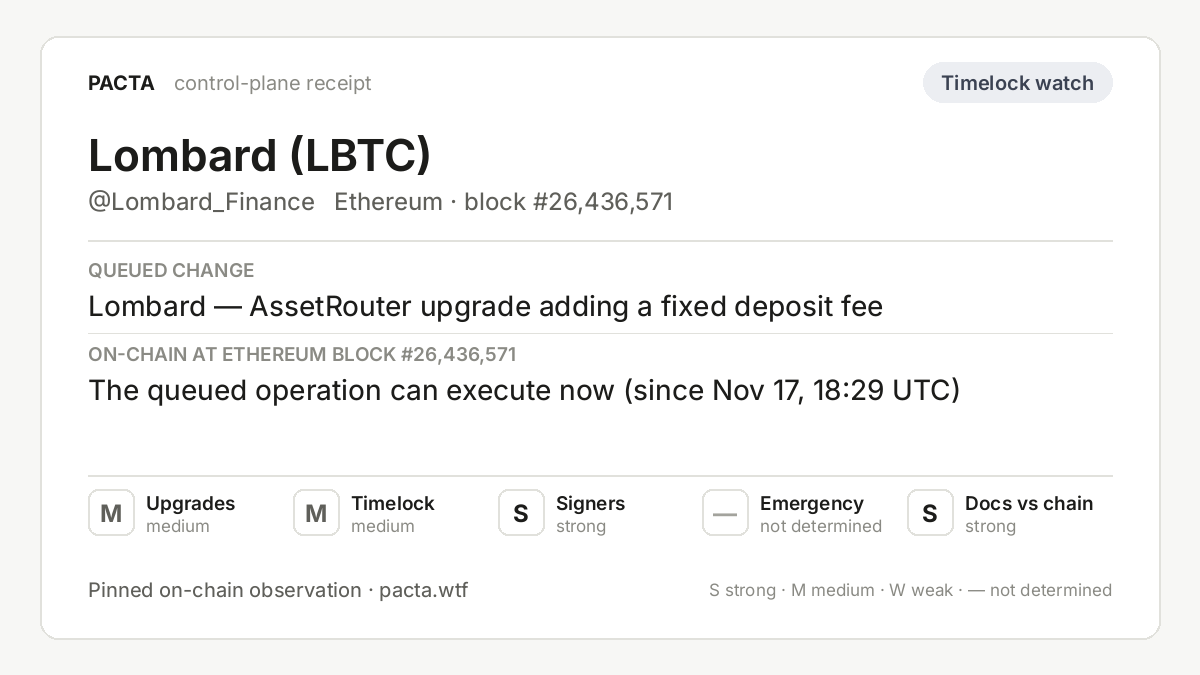 PACTA control-plane receipt Timelock watch
Lombard (LBTC)
@Lombard_Finance Ethereum · block #26,436,571
QUEUED CHANGE
Lombard — AssetRouter upgrade adding a fixed deposit fee
ON-CHAIN AT ETHEREUM BLOCK #26,436,571
The queued operation can execute now (since Nov 17, 18:29 UTC)
M Upgrades medium
M Timelock medium
S Signers strong
— Emergency not determined
S Docs vs chain strong
Pinned on-chain observation · pacta.wtf
S strong · M medium · W weak · — not determined